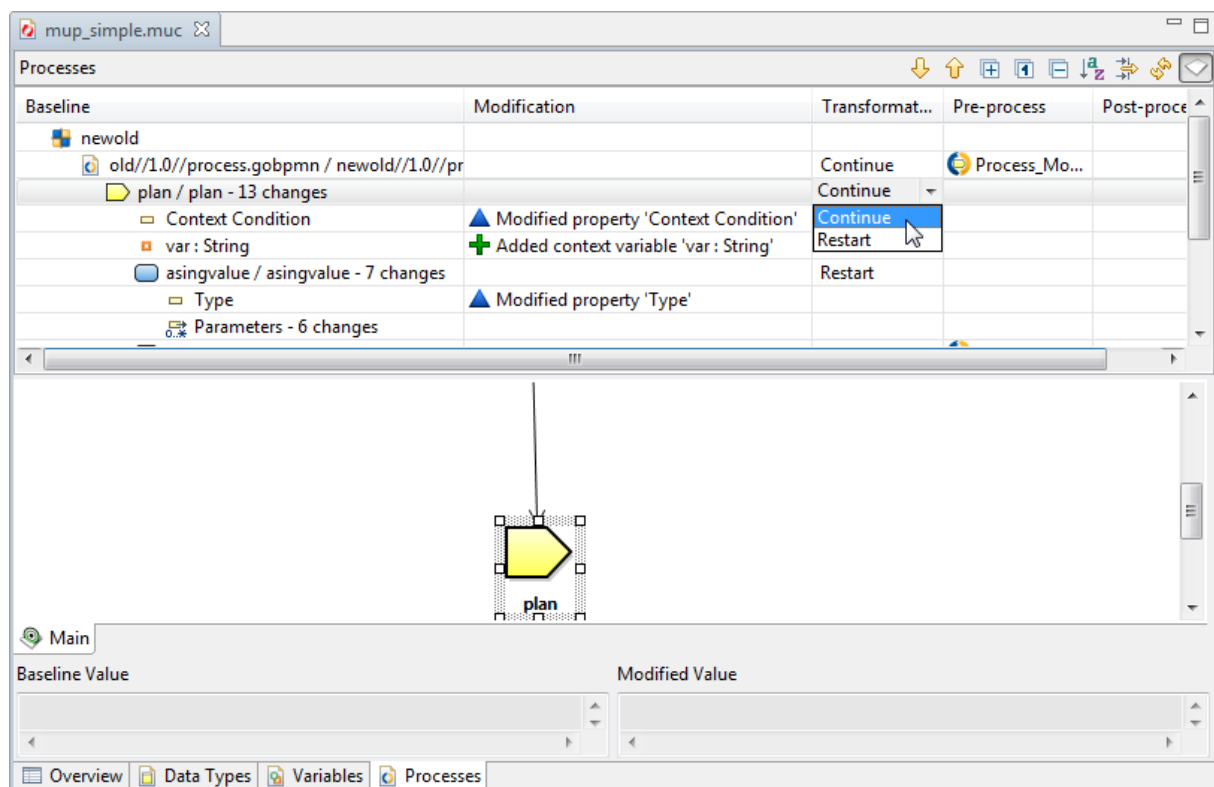 mup_simple.muc
Processes
Baseline Modification Transformat... Pre-process Post-proce
newold
old//1.0//process.gobpmn / newold//1.0//pr Continue Process_Mo...
plan / plan - 13 changes Continue
Context Condition Modified property 'Context Condition' Continue
var : String Added context variable 'var : String' Restart
asingvalue / asingvalue - 7 changes Restart
Type Modified property 'Type'
Parameters - 6 changes
plan
Main
Baseline Value Modified Value
Overview Data Types Variables Processes